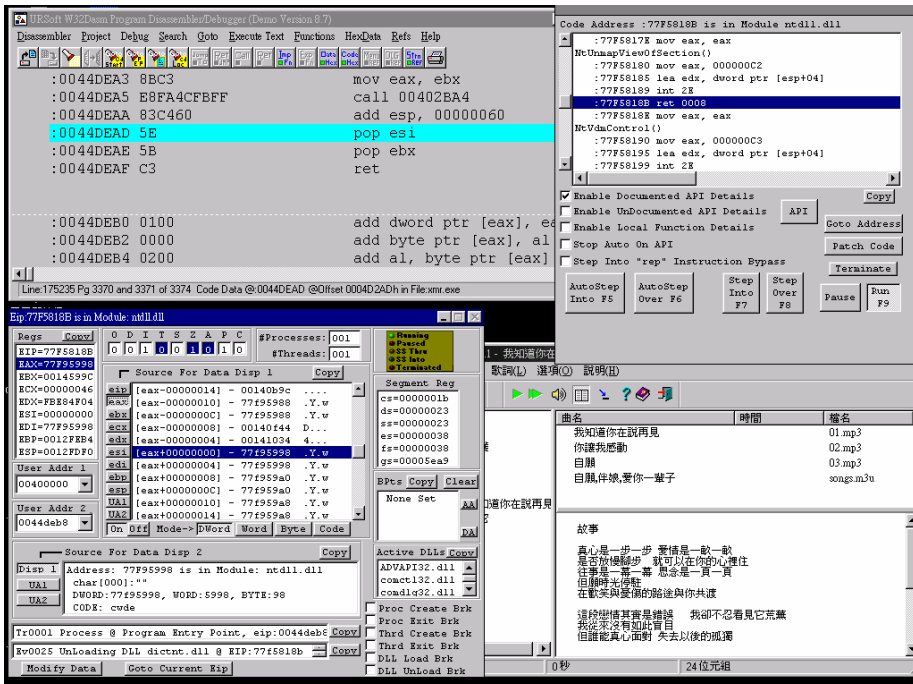 URSoft W32Dasm Program Disassembler/Debugger (Demo Version 8.7)
Disassembler Project Debug Search Goto Execute Text Functions HexData Refs Help
:0044DEA3 8BC3 mov eax, ebx
:0044DEA5 E8FA4CFBFF call 00402BA4
:0044DEAA 83C460 add esp, 00000060
:0044DEAD 5E pop esi
:0044DEAE 5B pop ebx
:0044DEAF C3 ret
:0044DEB0 0100 add dword ptr [eax], ea
:0044DEB2 0000 add byte ptr [eax], al
:0044DEB4 0200 add al, byte ptr [eax]
Line:175235 Pg 3370 and 3371 of 3374 Code Data @:0044DEAD @Offset 0004D2ADh in File:xmr.exe
Code Address :77F5818B is in Module ntdll.dll
:77F5817E mov eax, eax
NtUnmapViewOfSection()
:77F58180 mov eax, 000000C2
:77F58185 lea edx, dword ptr [esp+04]
:77F58189 int 2E
:77F5818B ret 0008
:77F5818E mov eax, eax
NtVdmControl()
:77F58190 mov eax, 000000C3
:77F58195 lea edx, dword ptr [esp+04]
:77F58199 int 2E
Enable Documented API Details Copy
Enable UnDocumented API Details API
Enable Local Function Details Goto Address
Stop Auto On API Patch Code
Step Into "rep" Instruction Bypass Terminate
AutoStep Into F5
AutoStep Over F6
Step Into F7
Step Over F8
Pause
Run F9
Eip:77F5818B is in Module: ntdll.dll
Regs Copy
EIP=77F5818B
EAX=77F95998
EBX=0014599C
ECX=00000046
EDX=FBE84F04
ESI=00000000
EDI=77F95998
EBP=0012FEB4
ESP=0012FDF0
User Addr 1
00400000
User Addr 2
0044deb8
O D I T S Z A P C
0 0 1 0 0 1 0 1 0
#Processes: 001
#Threads: 001
Source For Data Disp 1 Copy
eip [eax-00000014] - 00140b9c ....
eax [eax-00000010] - 77f95988 .Y.w
ebx [eax-0000000C] - 77f95988 .Y.w
ecx [eax-00000008] - 00140f44 D...
edx [eax-00000004] - 00141034 4...
esi [eax+00000000] - 77f95998 .Y.w
edi [eax+00000004] - 77f95998 .Y.w
ebp [eax+00000008] - 77f959a0 .Y.w
esp [eax+0000000C] - 77f959a0 .Y.w
UA1 [eax+00000010] - 77f959a8 .Y.w
UA2 [eax+00000014] - 77f959a8 .Y.w
On Off Mode-> DWord Word Byte Code
Running
Paused
SS Thru
SS Into
Terminated
Segment Reg
cs=0000001b
ds=00000023
ss=00000023
es=00000038
fs=00000038
gs=00005ea9
BPts Copy Clear
None Set
AA
DA
Source For Data Disp 2 Copy
Disp 1
UA1
UA2
Address: 77F95998 is in Module: ntdll.dll
char[000]:""
DWORD:77f95998, WORD:5998, BYTE:98
CODE: cwde
Active DLLs Copy
ADVAPI32.dll
comctl32.dll
comdlg32.dll
Proc Create Brk
Proc Exit Brk
Thrd Create Brk
Thrd Exit Brk
DLL Load Brk
DLL UnLoad Brk
Tr0001 Process @ Program Entry Point, eip:0044deb8 Copy
Ev0025 UnLoading DLL dictnt.dll @ EIP:77f5818b Copy
Modify Data Goto Current Eip
1 - 我知道你在
歌詞(L) 選項(O) 説明(H)
道你在說再見
曲名 時間 檔名
我知道你在說再見 01.mp3
你讓我感動 02.mp3
自願 03.mp3
自願,伴娘,愛你一輩子 songs.m3u
故事
真心是一步一步 愛情是一畝一畝
是否放慢腳步 就可以在你的心裡住
往事是一幕一幕 思念是一頁一頁
但願時光停駐
在歡笑與憂傷的路途與你共渡
這段戀情其實是錯誤 我卻不忍看見它荒蕪
我從來沒有如此盲目
但誰能真心面對 失去以後的孤獨
0 秒 24 位元組